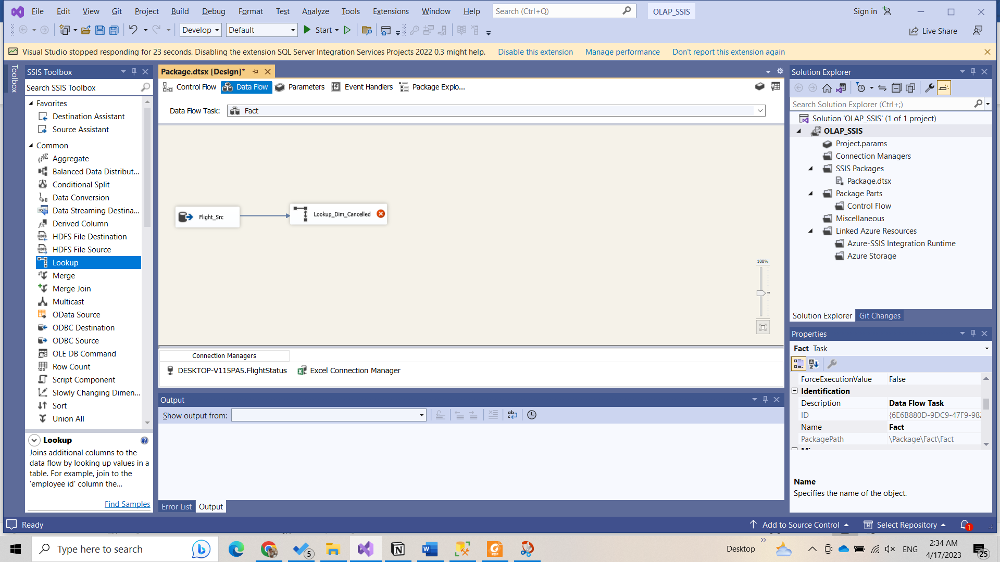 File Edit View Git Project Build Debug Format Test Analyze Tools Extensions Window Help Search (Ctrl+Q) OLAP_SSIS Sign in
Develop Default Start Live Share
Visual Studio stopped responding for 23 seconds. Disabling the extension SQL Server Integration Services Projects 2022 0.3 might help. Disable this extension Manage performance Don't report this extension again
Toolbox
SSIS Toolbox
Search SSIS Toolbox
Favorites
Destination Assistant
Source Assistant
Common
Aggregate
Balanced Data Distribut...
Conditional Split
Data Conversion
Data Streaming Destina...
Derived Column
HDFS File Destination
HDFS File Source
Lookup
Merge
Merge Join
Multicast
OData Source
ODBC Destination
ODBC Source
OLE DB Command
Row Count
Script Component
Slowly Changing Dimen...
Sort
Union All
Lookup
Joins additional columns to the
data flow by looking up values in a
table. For example, join to the
'employee id' column the...
Find Samples
Package.dtsx [Design]*
Control Flow Data Flow Parameters Event Handlers Package Explo...
Data Flow Task: Fact
Flight_Src
Lookup_Dim_Cancelled
100%
Connection Managers
DESKTOP-V115PA5.FlightStatus Excel Connection Manager
Output
Show output from:
Error List Output
Solution Explorer
Search Solution Explorer (Ctrl+;)
Solution 'OLAP_SSIS' (1 of 1 project)
OLAP_SSIS
Project.params
Connection Managers
SSIS Packages
Package.dtsx
Package Parts
Control Flow
Miscellaneous
Linked Azure Resources
Azure-SSIS Integration Runtime
Azure Storage
Solution Explorer Git Changes
Properties
Fact Task
ForceExecutionValue False
Identification
Description Data Flow Task
ID {6E6B880D-9DC9-47F9-982
Name Fact
PackagePath \Package\Fact\Fact
Name
Specifies the name of the object.
Ready Add to Source Control Select Repository 1
Type here to search 5 Desktop ENG 2:34 AM
4/17/2023 25